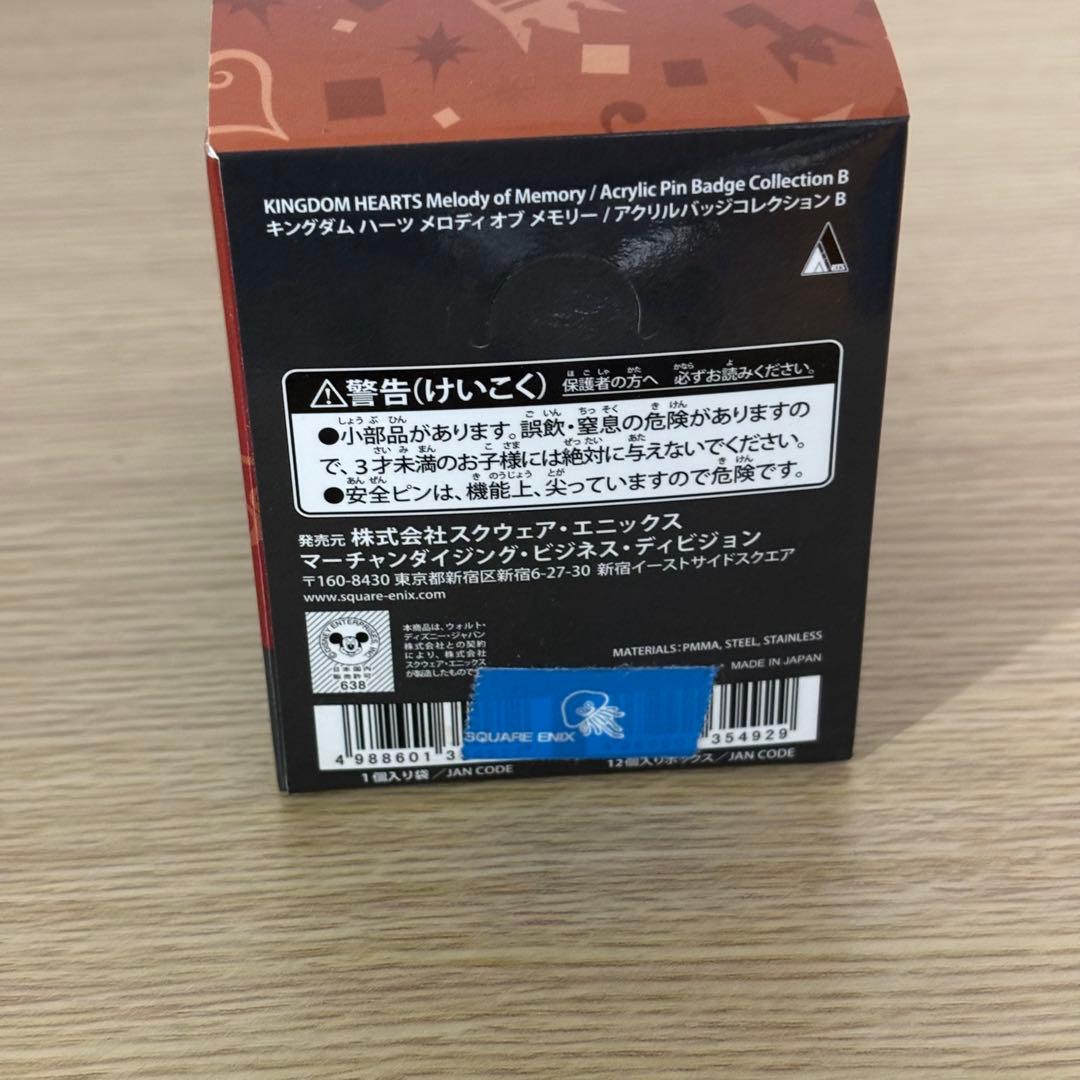 KINGDOM HEARTS Melody of Memory / Acrylic Pin Badge Collection B
キングダム ハーツ メロディ オブ メモリー / アクリルバッジコレクション B
警告(けいこく) 保護者の方へ 必ずお読みください。
●小部品があります。誤飲・窒息の危険がありますの
で、3才未満のお子様には絶対に与えないでください。
●安全ピンは、機能上、尖っていますので危険です。
発売元 株式会社スクウェア・エニックス
マーチャンダイジング・ビジネス・ディビジョン
〒160-8430 東京都新宿区新宿6-27-30 新宿イーストサイドスクエア
www.square-enix.com
DISNEY ENTERPRISES, INC.
日本国内
販売許可
638
本商品は、ウォルト・
ディズニー・ジャパン
株式会社との契約
により、株式会社
スクウェア・エニックス
が製造したものです
MATERIALS:PMMA, STEEL, STAINLESS
MADE IN JAPAN
SQUARE ENIX
4 988601 3
354929
1個入り袋/JAN CODE
12個入りボックス/JAN CODE